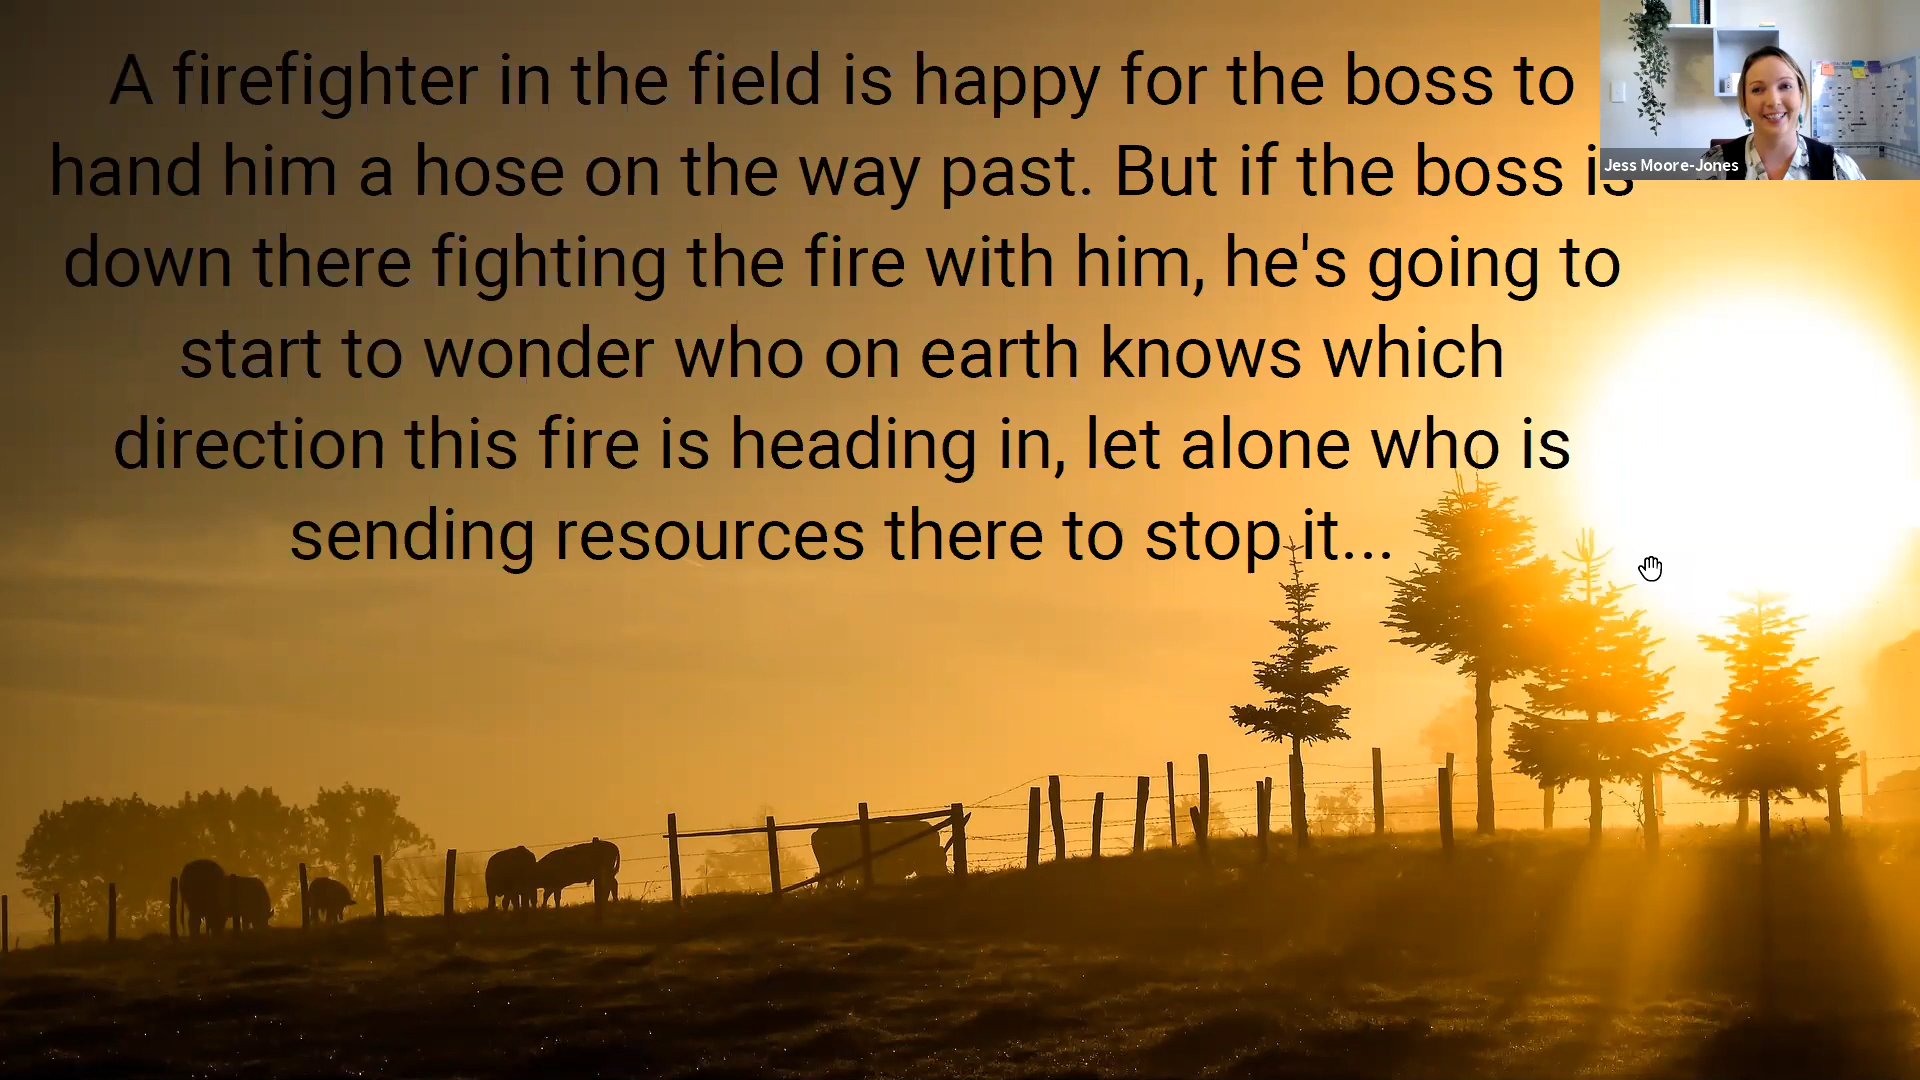 A firefighter in the field is happy for the boss to
hand him a hose on the way past. But if the boss is
down there fighting the fire with him, he's going to
start to wonder who on earth knows which
direction this fire is heading in, let alone who is
sending resources there to stop it...
Jess Moore-Jones